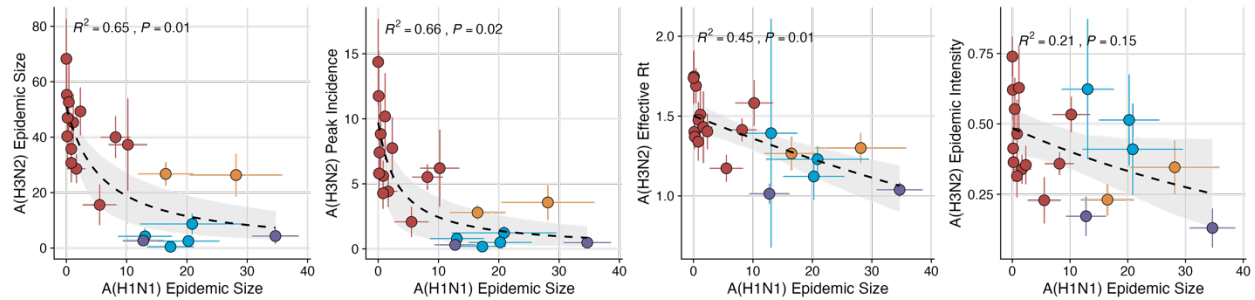 R² = 0.65 , P = 0.01
A(H3N2) Epidemic Size
80
60
40
20
0
0 10 20 30 40
A(H1N1) Epidemic Size
R² = 0.66 , P = 0.02
A(H3N2) Peak Incidence
15
10
5
0
0 10 20 30 40
A(H1N1) Epidemic Size
R² = 0.45 , P = 0.01
A(H3N2) Effective Rt
2.0
1.5
1.0
0 10 20 30 40
A(H1N1) Epidemic Size
R² = 0.21 , P = 0.15
A(H3N2) Epidemic Intensity
0.75
0.50
0.25
0 10 20 30 40
A(H1N1) Epidemic Size